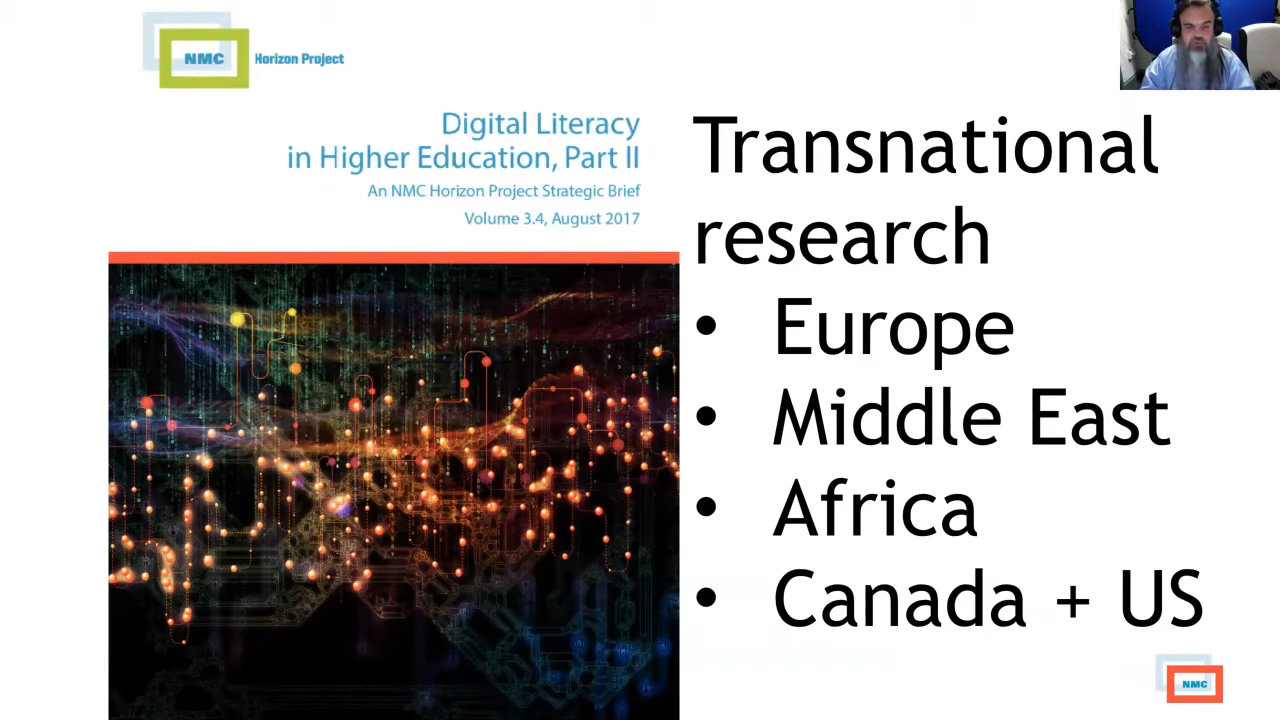 NMC Horizon Project
Digital Literacy
in Higher Education, Part II
An NMC Horizon Project Strategic Brief
Volume 3.4, August 2017
Transnational
research
• Europe
• Middle East
• Africa
• Canada + US
NMC